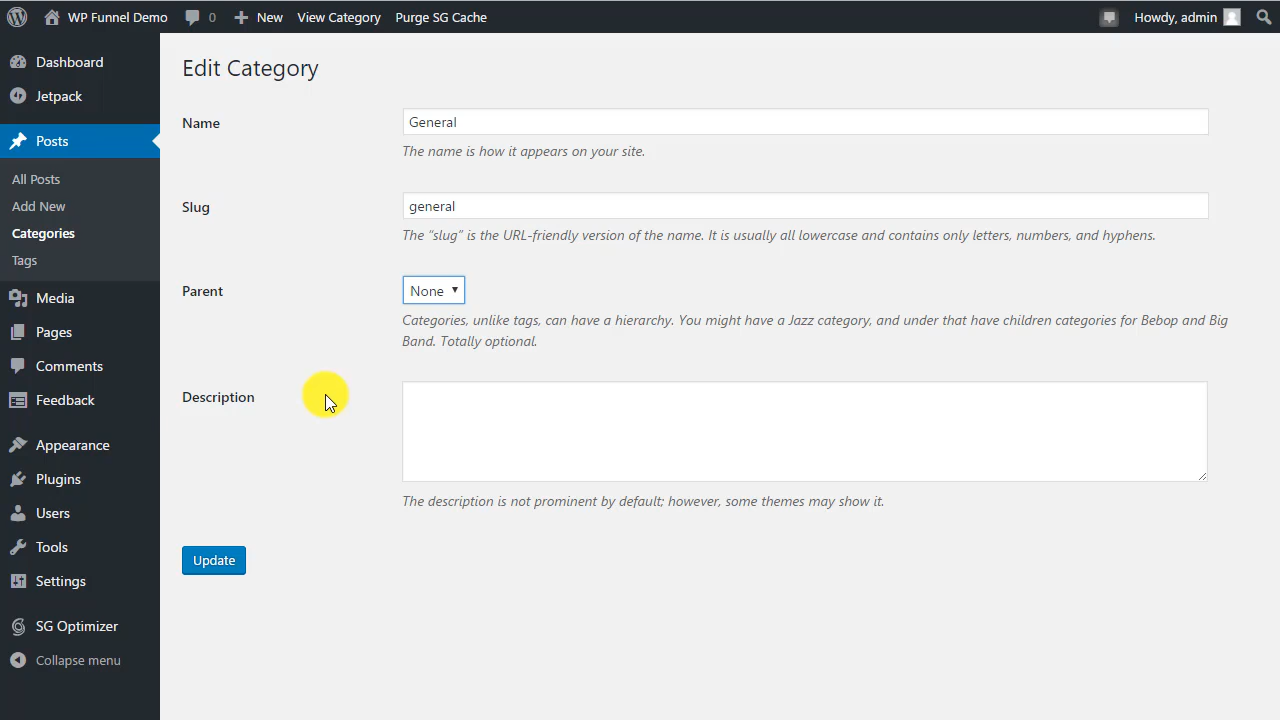 WP Funnel Demo 0 New View Category Purge SG Cache Howdy, admin
Dashboard
Jetpack
Posts
All Posts
Add New
Categories
Tags
Media
Pages
Comments
Feedback
Appearance
Plugins
Users
Tools
Settings
SG Optimizer
Collapse menu
Edit Category
Name
General
The name is how it appears on your site.
Slug
general
The “slug” is the URL-friendly version of the name. It is usually all lowercase and contains only letters, numbers, and hyphens.
Parent
None
Categories, unlike tags, can have a hierarchy. You might have a Jazz category, and under that have children categories for Bebop and Big
Band. Totally optional.
Description
The description is not prominent by default; however, some themes may show it.
Update